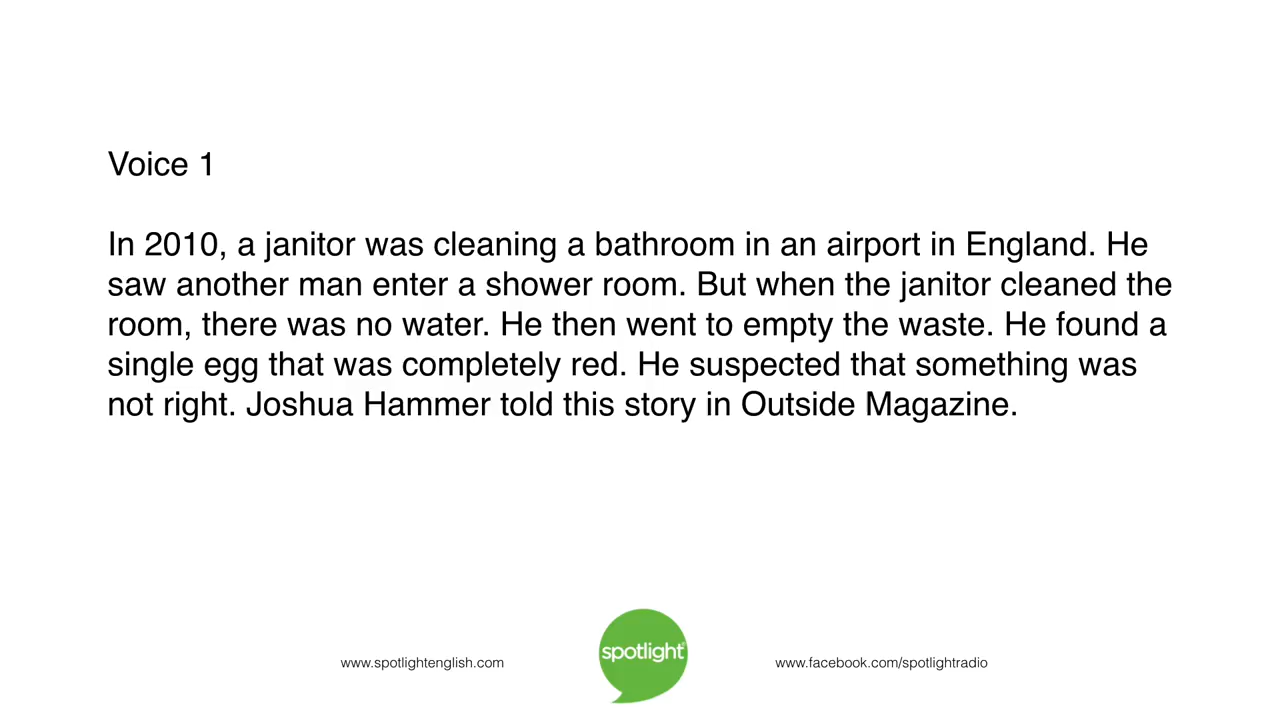 Voice 1
In 2010, a janitor was cleaning a bathroom in an airport in England. He
saw another man enter a shower room. But when the janitor cleaned the
room, there was no water. He then went to empty the waste. He found a
single egg that was completely red. He suspected that something was
not right. Joshua Hammer told this story in Outside Magazine.
www.spotlightenglish.com
spotlight®
www.facebook.com/spotlightradio